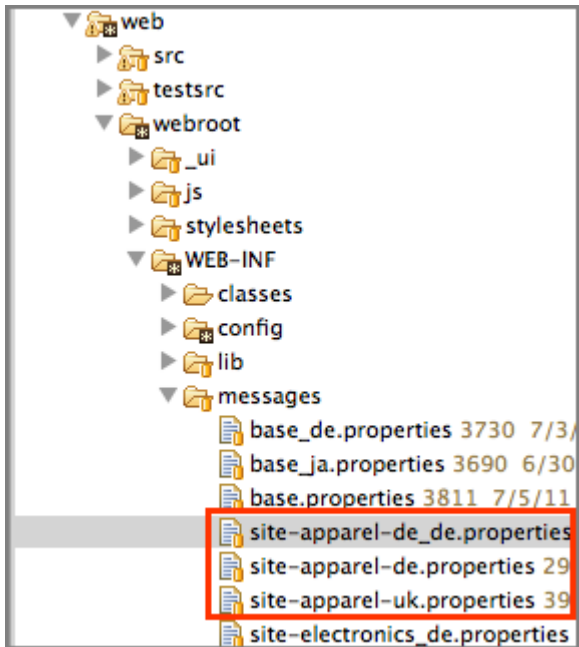 web
src
testsrc
webroot
_ui
js
stylesheets
WEB-INF
classes
config
lib
messages
base_de.properties 3730 7/3/
base_ja.properties 3690 6/30
base.properties 3811 7/5/11
site-apparel-de_de.properties
site-apparel-de.properties 29
site-apparel-uk.properties 39
site-electronics_de.properties